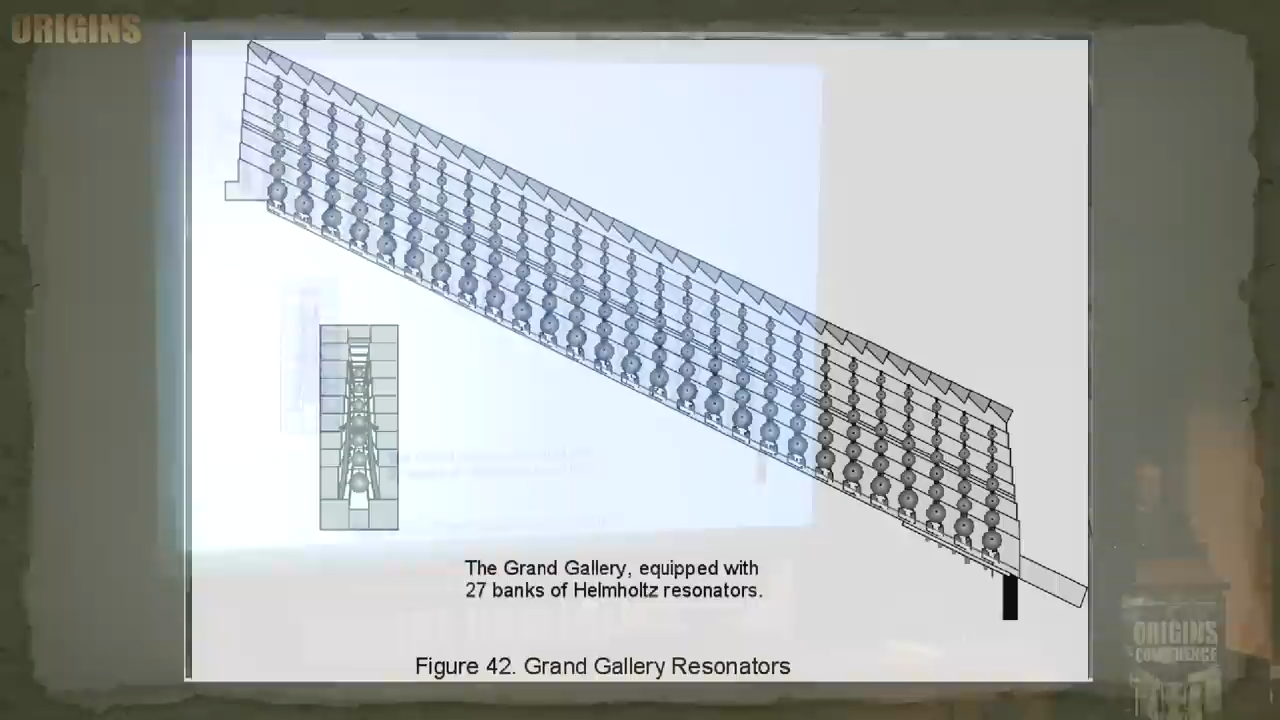 ORIGINS
The Grand Gallery, equipped with
27 banks of Helmholtz resonators.
Figure 42. Grand Gallery Resonators
ORIGINS
CONFERENCE